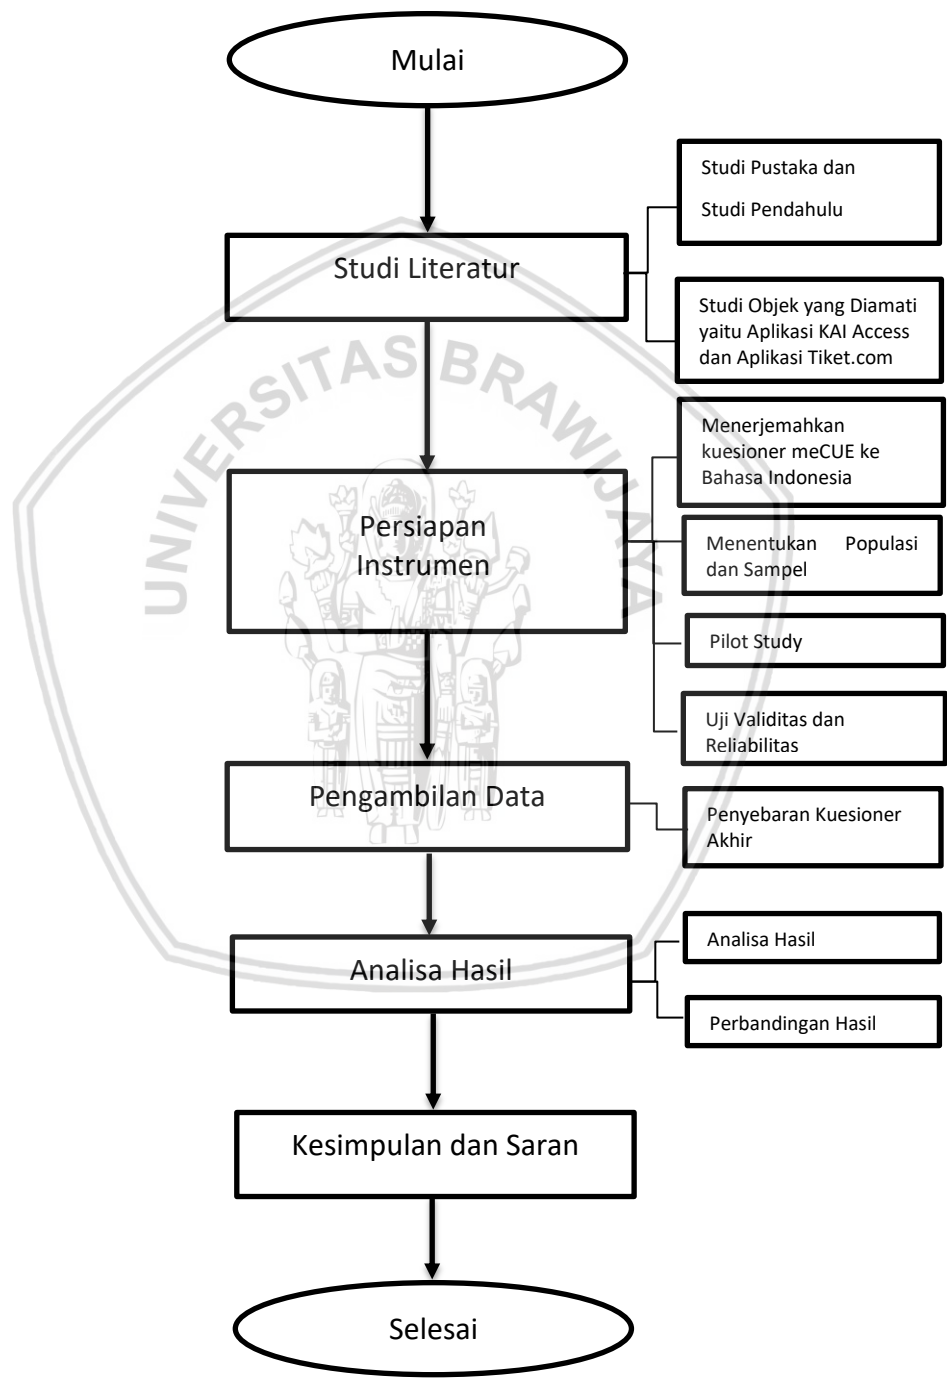 Mulai
Studi Pustaka dan
Studi Pendahulu
Studi Literatur
Studi Objek yang Diamati
yaitu Aplikasi KAI Access
dan Aplikasi Tiket.com
UNIVERSITAS BRAWIJAYA
Menerjemahkan
kuesioner meCUE ke
Bahasa Indonesia
Persiapan
Instrumen
Menentukan Populasi
dan Sampel
Pilot Study
Uji Validitas dan
Reliabilitas
Pengambilan Data
Penyebaran Kuesioner
Akhir
Analisa Hasil
Analisa Hasil
Perbandingan Hasil
Kesimpulan dan Saran
Selesai